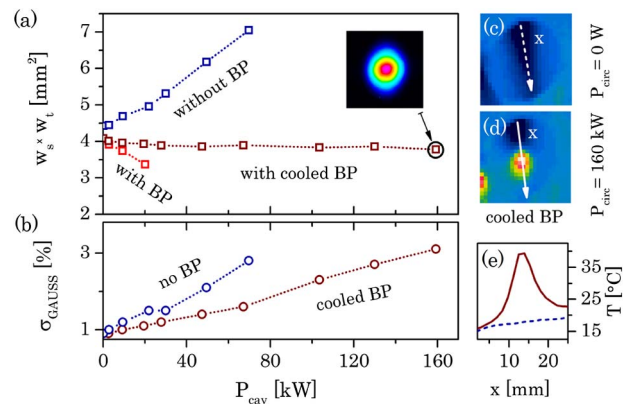 (a)
7
6
5
4
3
2
w_s × w_t [mm²]
without BP
with BP
with cooled BP
(b)
3
1
σ_GAUSS [%]
no BP
cooled BP
0 40 80 120 160
P_cav [kW]
(c)
x
P_circ = 0 W
(d)
x
P_circ = 160 kW
cooled BP
(e)
35
25
15
T [°C]
10 20
x [mm]